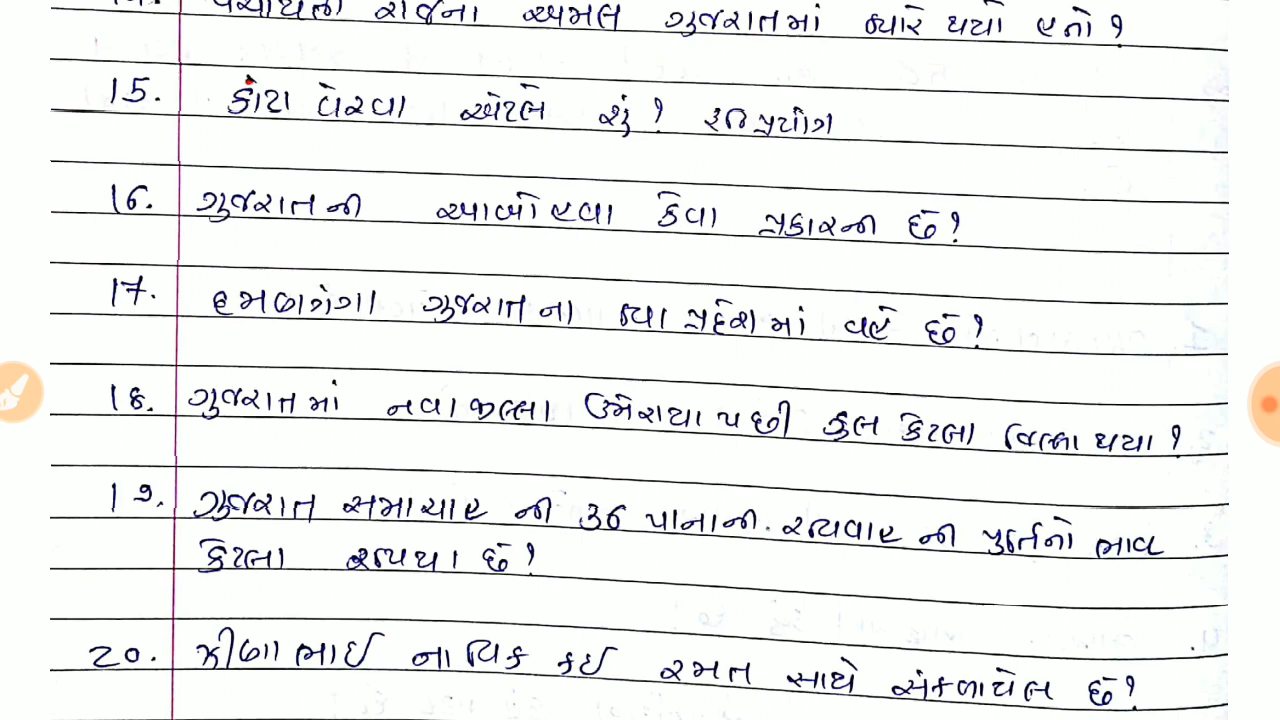 પંચાયતી રાજના અમલ ગુજરાતમાં ક્યારે થયો હતો?
15. કાંટા વેરવા એટલે શું? રૂઢિપ્રયોગ
16. ગુજરાતની આબોહવા કેવા પ્રકારની છે?
17. દમણગંગા ગુજરાતના ક્યા પ્રદેશમાં વહે છે?
18. ગુજરાતમાં નવા જીલ્લા ઉમેરાયા પછી કુલ કેટલા જિલ્લા થયા?
19. ગુજરાત સમાચાર ની 36 પાનાની. રવિવાર ની પુર્તિનો ભાવ
કેટલા રૂપિયા છે?
20. ઝીણાભાઈ નાવિક કઈ રમત સાથે સંકળાયેલ છે?